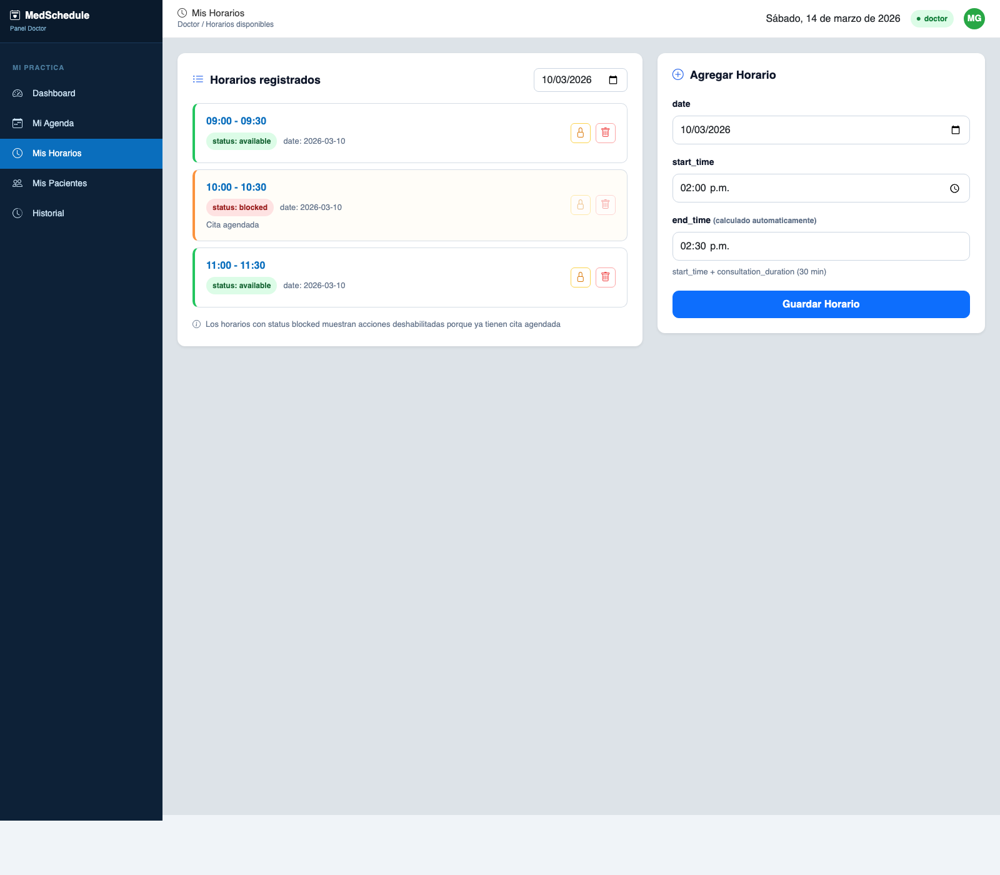 MedSchedule
Panel Doctor
MI PRACTICA
Dashboard
Mi Agenda
Mis Horarios
Mis Pacientes
Historial
Mis Horarios
Doctor / Horarios disponibles
Sábado, 14 de marzo de 2026
doctor
MG
Horarios registrados
10/03/2026
09:00 - 09:30
status: available date: 2026-03-10
10:00 - 10:30
status: blocked date: 2026-03-10
Cita agendada
11:00 - 11:30
status: available date: 2026-03-10
Los horarios con status blocked muestran acciones deshabilitadas porque ya tienen cita agendada
Agregar Horario
date
10/03/2026
start_time
02:00 p.m.
end_time (calculado automaticamente)
02:30 p.m.
start_time + consultation_duration (30 min)
Guardar Horario